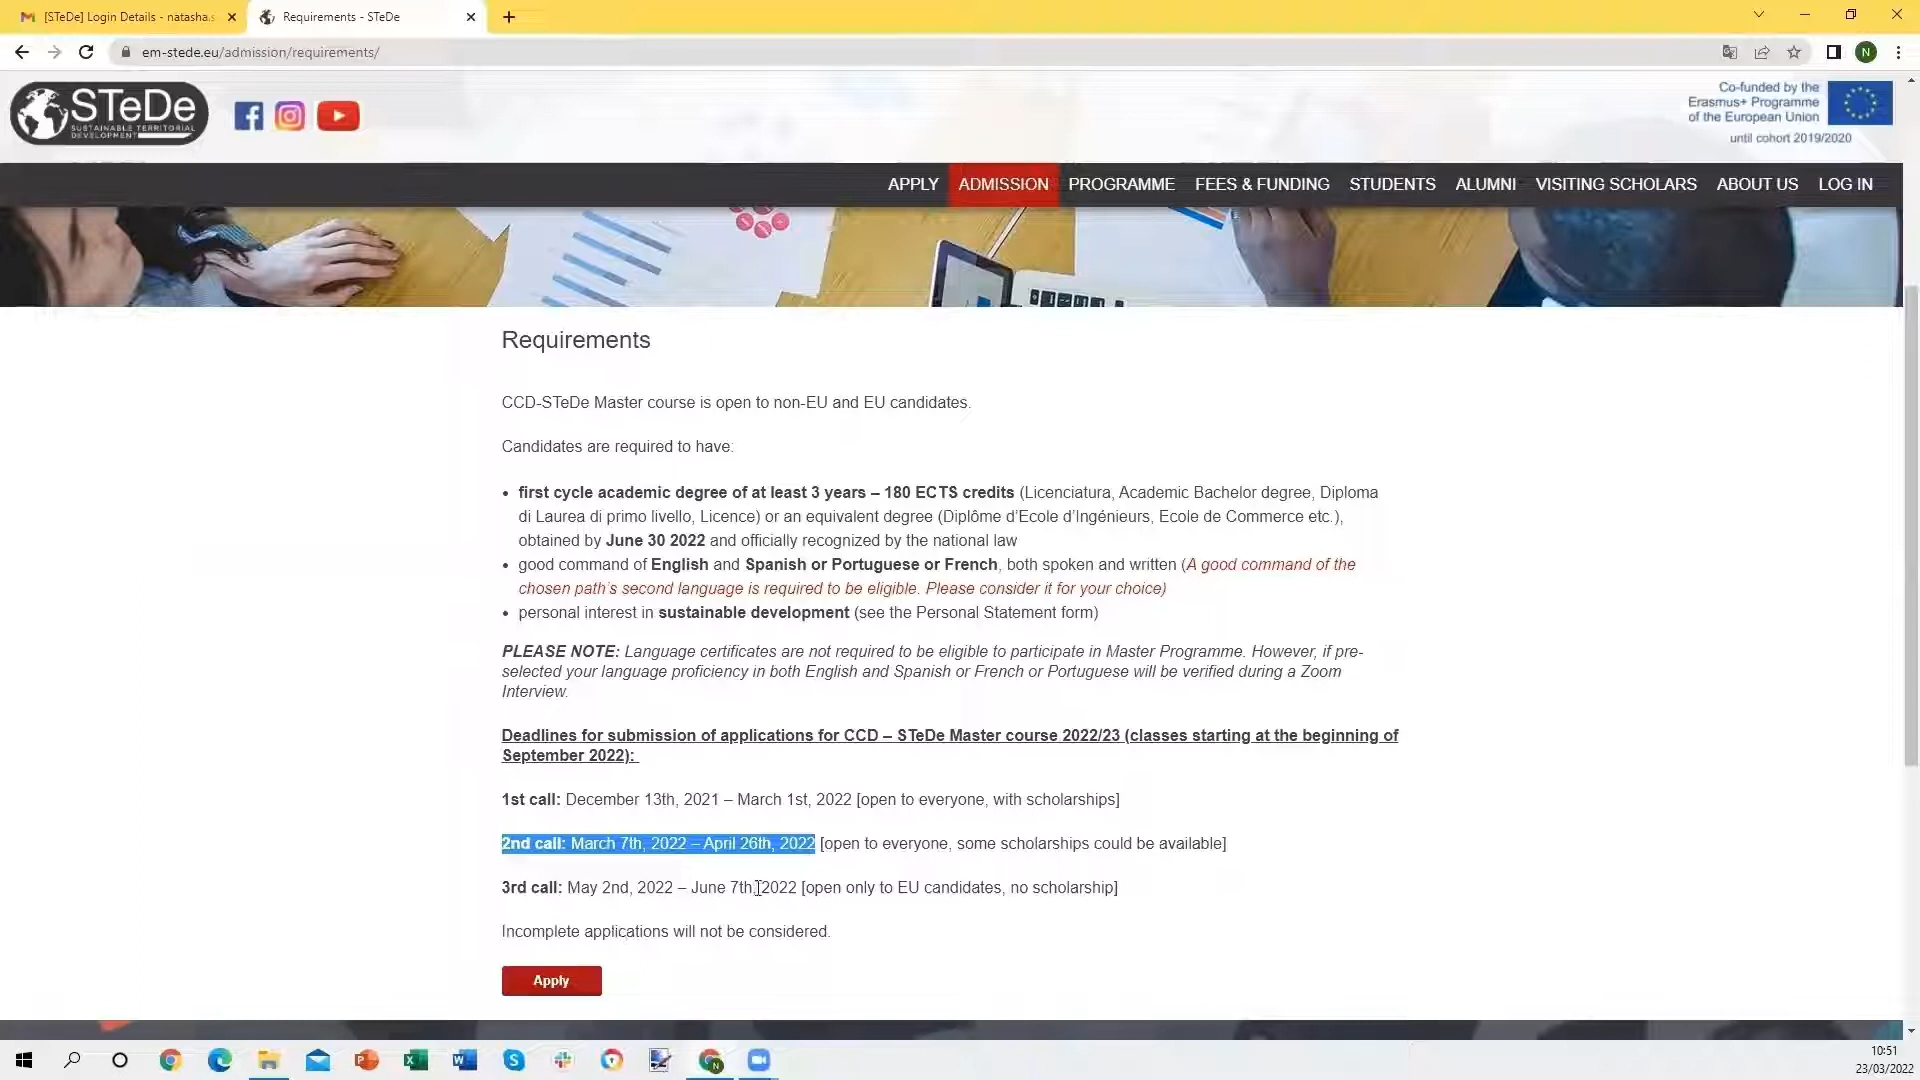 [STeDe] Login Details - natasha.s
Requirements - STeDe
em-stede.eu/admission/requirements/
N
STeDe
SUSTAINABLE TERRITORIAL
DEVELOPMENT
Co-funded by the
Erasmus+ Programme
of the European Union
until cohort 2019/2020
APPLY ADMISSION PROGRAMME FEES & FUNDING STUDENTS ALUMNI VISITING SCHOLARS ABOUT US LOG IN
Requirements
CCD-STeDe Master course is open to non-EU and EU candidates.
Candidates are required to have:
• first cycle academic degree of at least 3 years – 180 ECTS credits (Licenciatura, Academic Bachelor degree, Diploma
di Laurea di primo livello, Licence) or an equivalent degree (Diplôme d’Ecole d’Ingénieurs, Ecole de Commerce etc.),
obtained by June 30 2022 and officially recognized by the national law
• good command of English and Spanish or Portuguese or French, both spoken and written (A good command of the
chosen path’s second language is required to be eligible. Please consider it for your choice)
• personal interest in sustainable development (see the Personal Statement form)
PLEASE NOTE: Language certificates are not required to be eligible to participate in Master Programme. However, if pre-
selected your language proficiency in both English and Spanish or French or Portuguese will be verified during a Zoom
Interview.
Deadlines for submission of applications for CCD – STeDe Master course 2022/23 (classes starting at the beginning of
September 2022):
1st call: December 13th, 2021 – March 1st, 2022 [open to everyone, with scholarships]
2nd call: March 7th, 2022 – April 26th, 2022 [open to everyone, some scholarships could be available]
3rd call: May 2nd, 2022 – June 7th, 2022 [open only to EU candidates, no scholarship]
Incomplete applications will not be considered.
Apply
10:51
23/03/2022